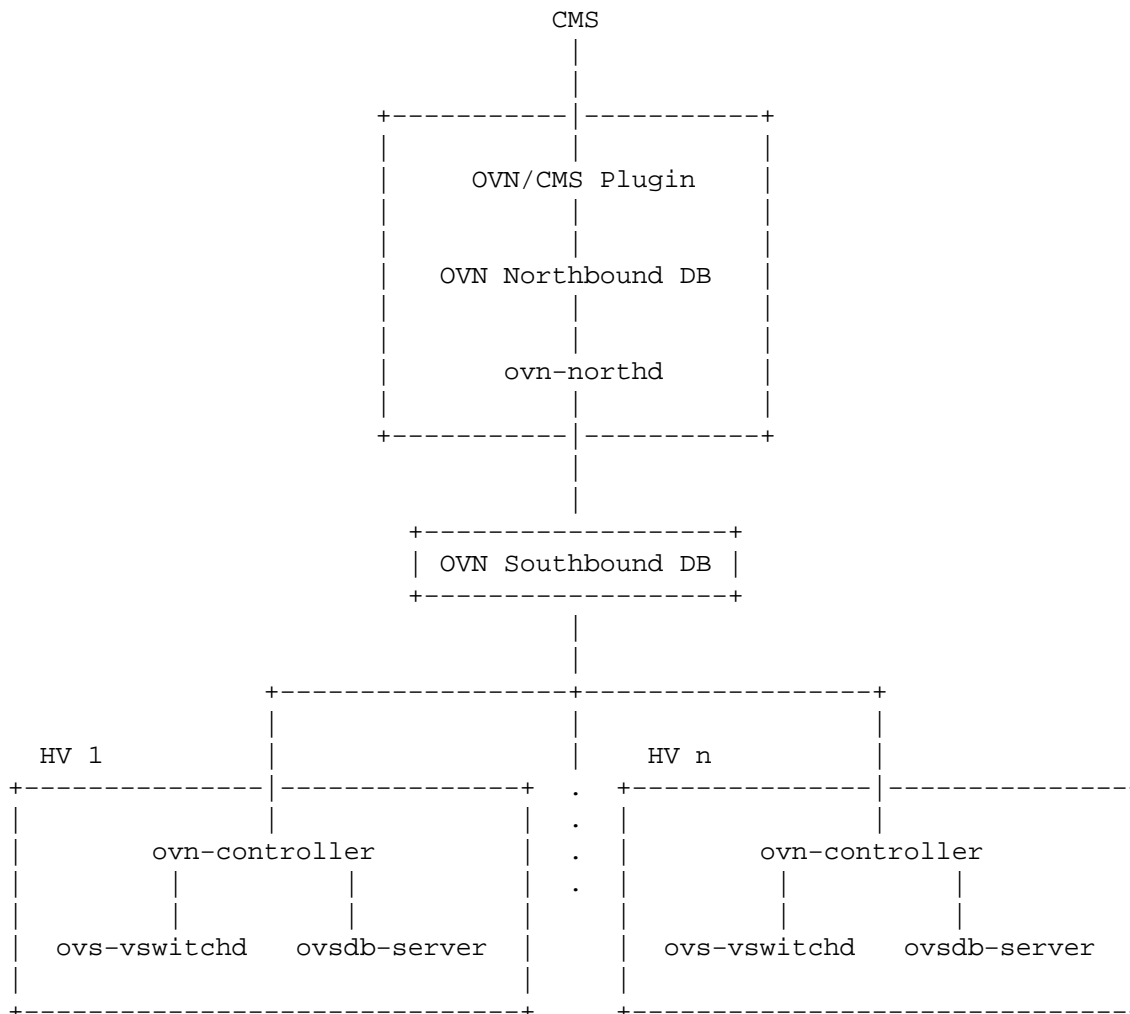 CMS
OVN/CMS Plugin
OVN Northbound DB
ovn-northd
OVN Southbound DB
HV 1 HV n
ovn-controller ovn-controller
ovs-vswitchd ovsdb-server ovs-vswitchd ovsdb-server